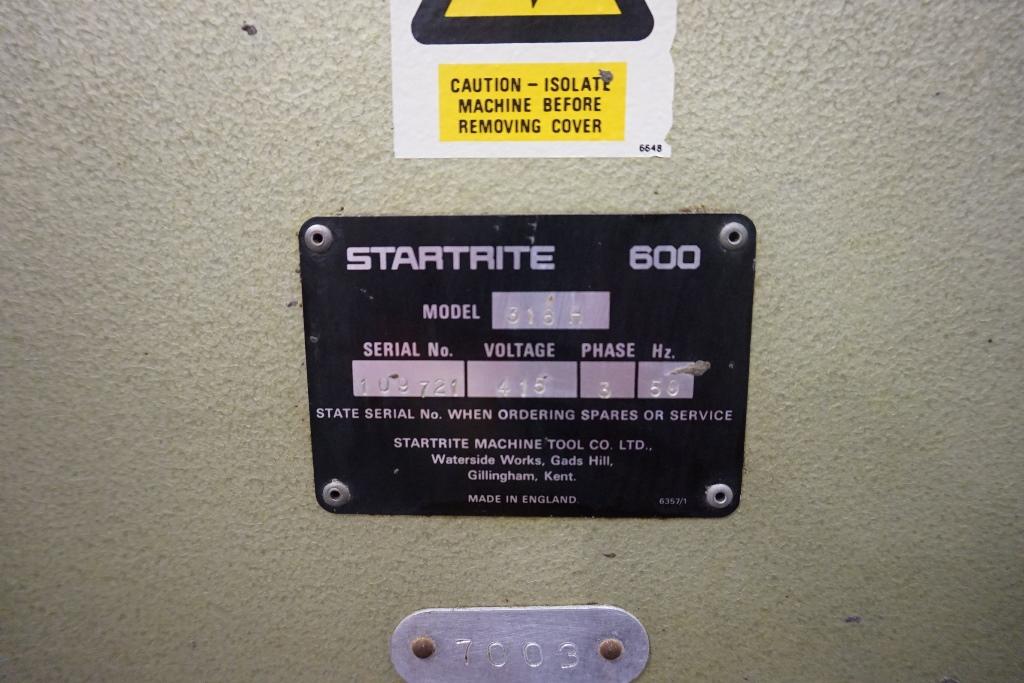 CAUTION – ISOLATE
MACHINE BEFORE
REMOVING COVER
6648
STARTRITE 600
MODEL 316 H
SERIAL No. VOLTAGE PHASE Hz.
109721 415 3 50
STATE SERIAL No. WHEN ORDERING SPARES OR SERVICE
STARTRITE MACHINE TOOL CO. LTD.,
Waterside Works, Gads Hill,
Gillingham, Kent.
MADE IN ENGLAND. 6357/1
7003